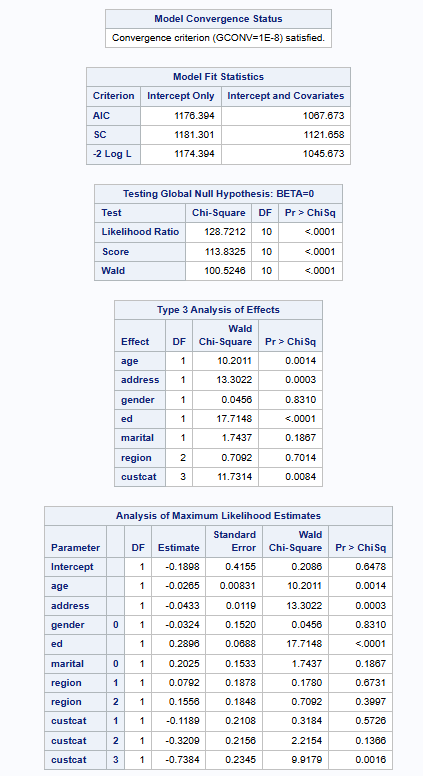 Model Convergence Status
Convergence criterion (GCONV=1E-8) satisfied.
Model Fit Statistics
Criterion Intercept Only Intercept and Covariates
AIC 1176.394 1067.673
SC 1181.301 1121.658
-2 Log L 1174.394 1045.673
Testing Global Null Hypothesis: BETA=0
Test Chi-Square DF Pr > ChiSq
Likelihood Ratio 128.7212 10 <.0001
Score 113.8325 10 <.0001
Wald 100.5246 10 <.0001
Type 3 Analysis of Effects
Wald
Effect DF Chi-Square Pr > ChiSq
age 1 10.2011 0.0014
address 1 13.3022 0.0003
gender 1 0.0456 0.8310
ed 1 17.7148 <.0001
marital 1 1.7437 0.1867
region 2 0.7092 0.7014
custcat 3 11.7314 0.0084
Analysis of Maximum Likelihood Estimates
Standard Wald
Parameter DF Estimate Error Chi-Square Pr > ChiSq
Intercept 1 -0.1898 0.4155 0.2086 0.6478
age 1 -0.0265 0.00831 10.2011 0.0014
address 1 -0.0433 0.0119 13.3022 0.0003
gender 0 1 -0.0324 0.1520 0.0456 0.8310
ed 1 0.2896 0.0688 17.7148 <.0001
marital 0 1 0.2025 0.1533 1.7437 0.1867
region 1 1 0.0792 0.1878 0.1780 0.6731
region 2 1 0.1556 0.1848 0.7092 0.3997
custcat 1 1 -0.1189 0.2108 0.3184 0.5726
custcat 2 1 -0.3209 0.2156 2.2154 0.1366
custcat 3 1 -0.7384 0.2345 9.9179 0.0016